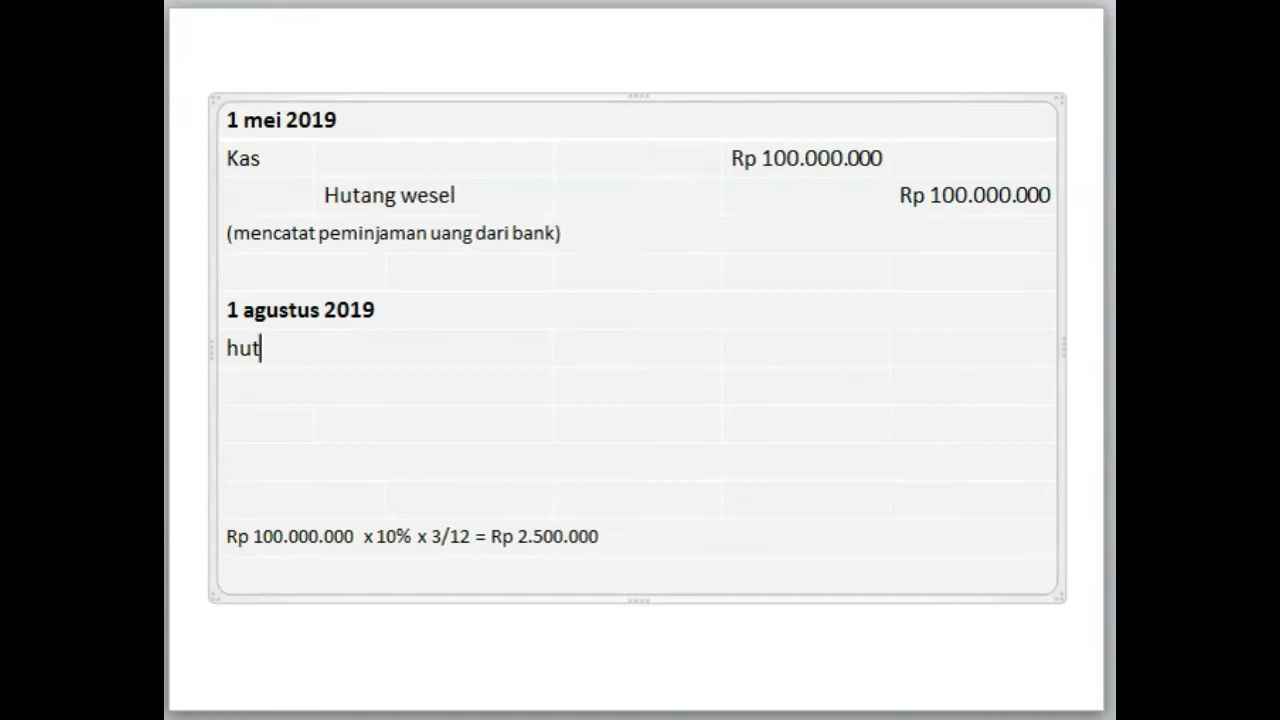 1 mei 2019
Kas Rp 100.000.000
Hutang wesel Rp 100.000.000
(mencatat peminjaman uang dari bank)
1 agustus 2019
hut
Rp 100.000.000 x 10% x 3/12 = Rp 2.500.000